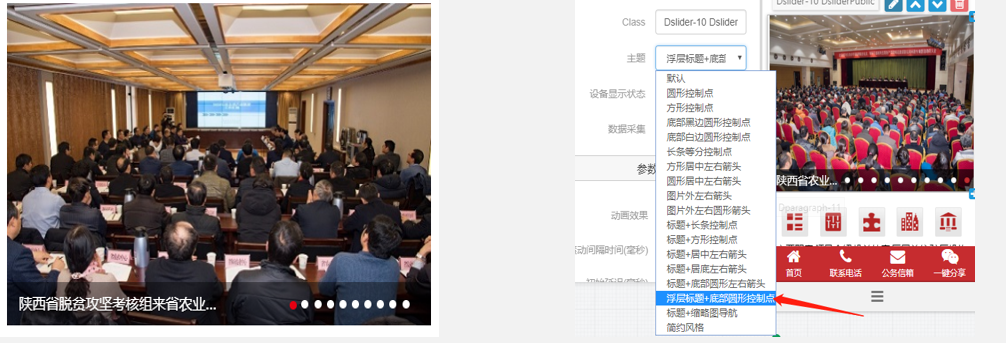 陕西省脱贫攻坚考核组来省农业...
Class
Dslider-10 Dslider
主题
浮层标题+底部
默认
圆形控制点
方形控制点
底部黑边圆形控制点
底部白边圆形控制点
长条等分控制点
方形居中左右箭头
圆形居中左右箭头
图片外左右箭头
图片外左右圆形箭头
标题+长条控制点
标题+方形控制点
标题+居中左右箭头
标题+居底左右箭头
标题+底部圆形左右箭头
浮层标题+底部圆形控制点
标题+缩略图导航
简约风格
设备显示状态
数据采集
参数
动画效果
动间隔时间(毫秒)
Dslider-10 DsliderPublic
陕西省农业...
Dparagraph-11
首页
联系电话
公务信箱
一键分享